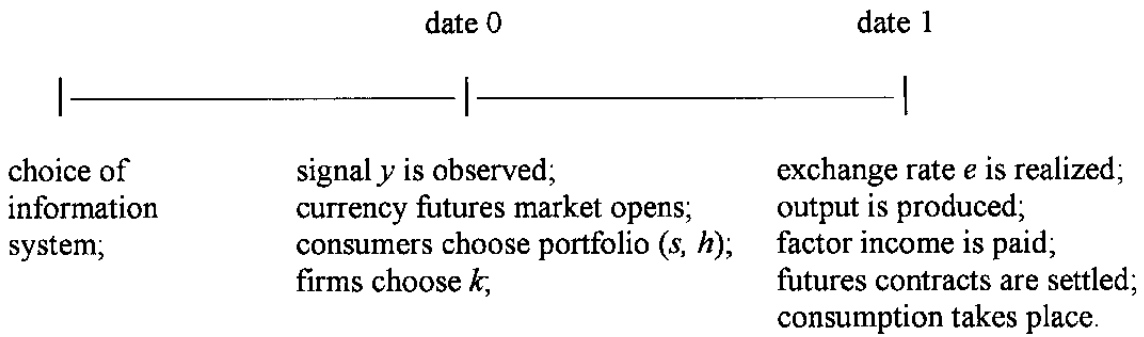 date 0 date 1
choice of signal y is observed; exchange rate e is realized;
information currency futures market opens; output is produced;
system; consumers choose portfolio (s, h); factor income is paid;
firms choose k; futures contracts are settled;
consumption takes place.